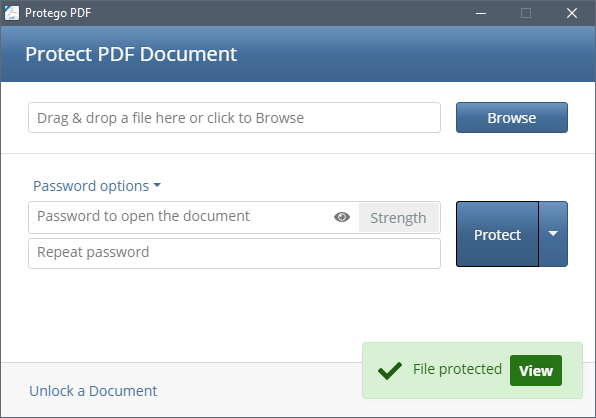 Protego PDF
Protect PDF Document
Drag & drop a file here or click to Browse
Browse
Password options
Password to open the document
Strength
Repeat password
Protect
File protected
View
Unlock a Document